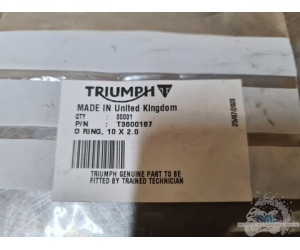 TRIUMPH
MADE IN United Kingdom
QTY : 00001
P/N : T3600187
O RING, 10 X 2.0
TRIUMPH GENUINE PART TO BE
FITTED BY TRAINED TECHNICIAN